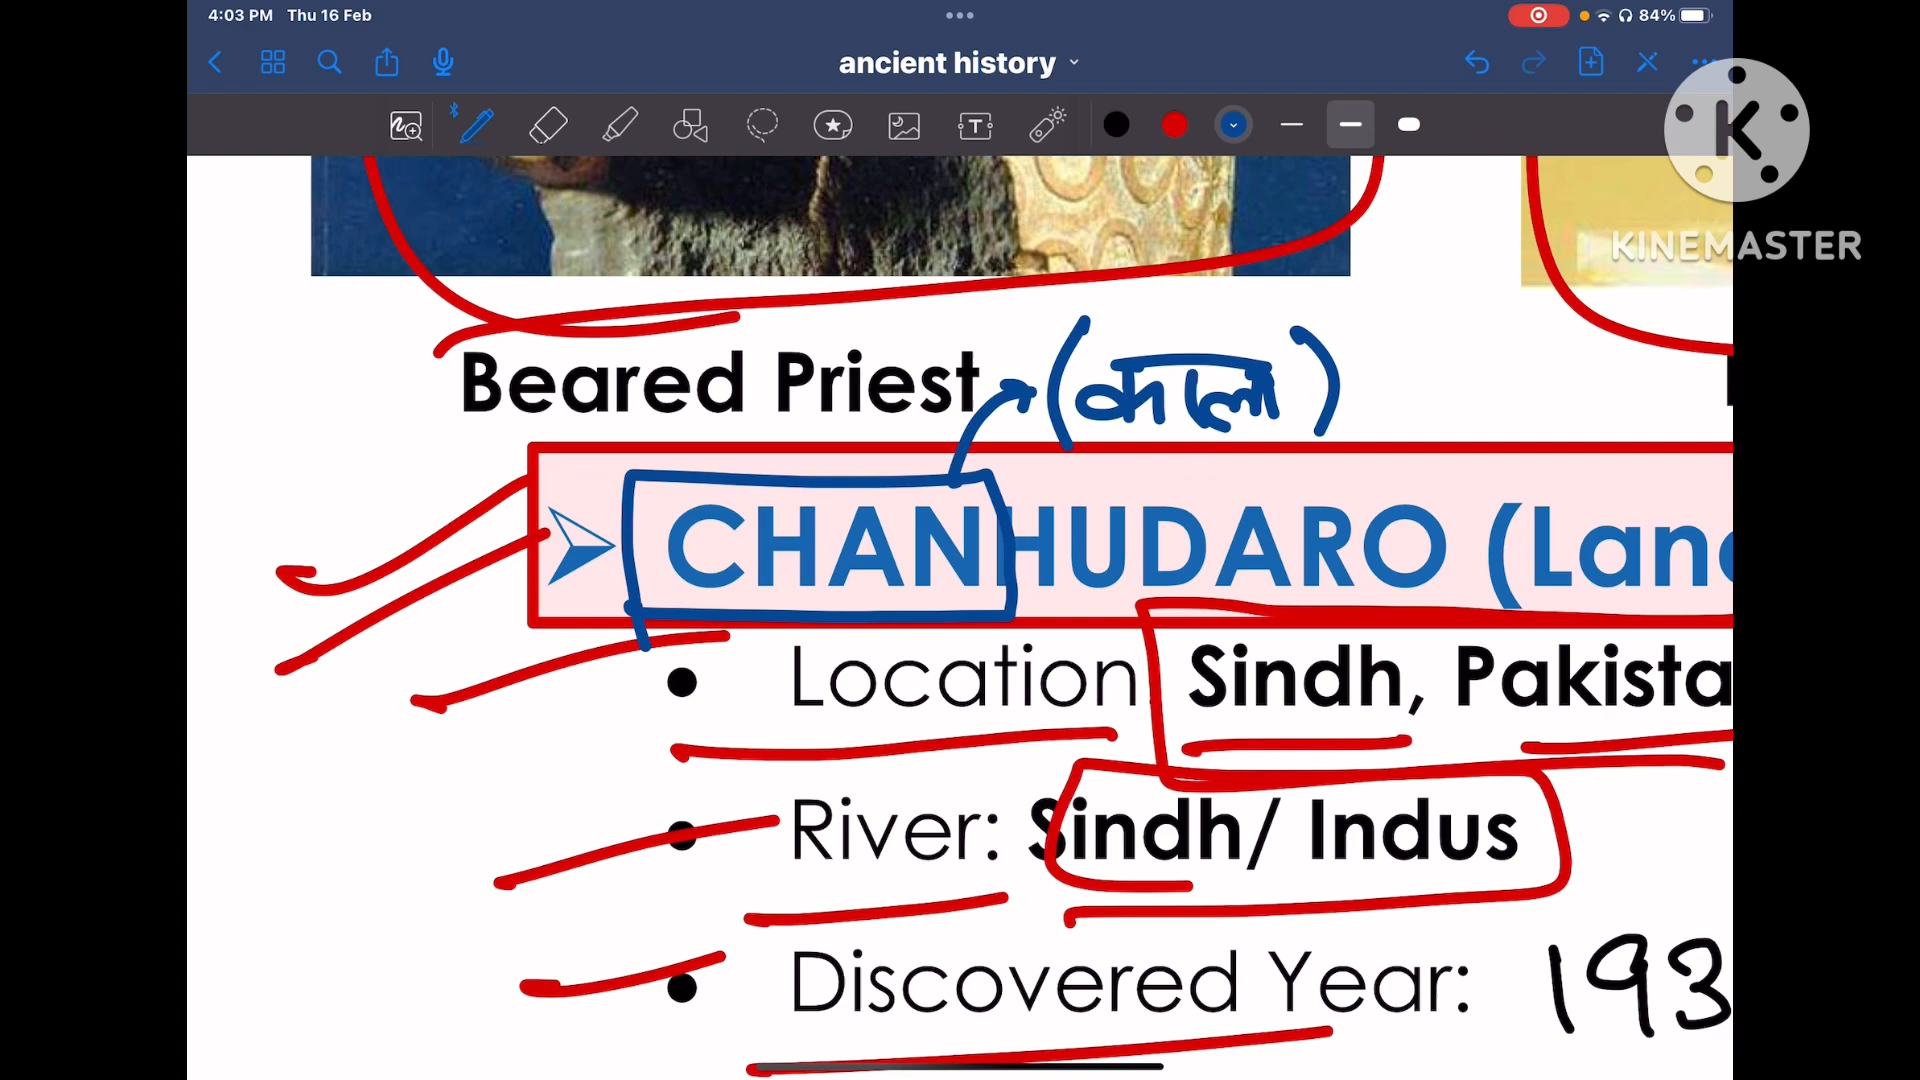 4:03 PM Thu 16 Feb
84%
ancient history
K
KINEMASTER
T
Beared Priest (काला)
CHANHUDARO (Lan
Location: Sindh, Pakista
River: Sindh/ Indus
Discovered Year: 193